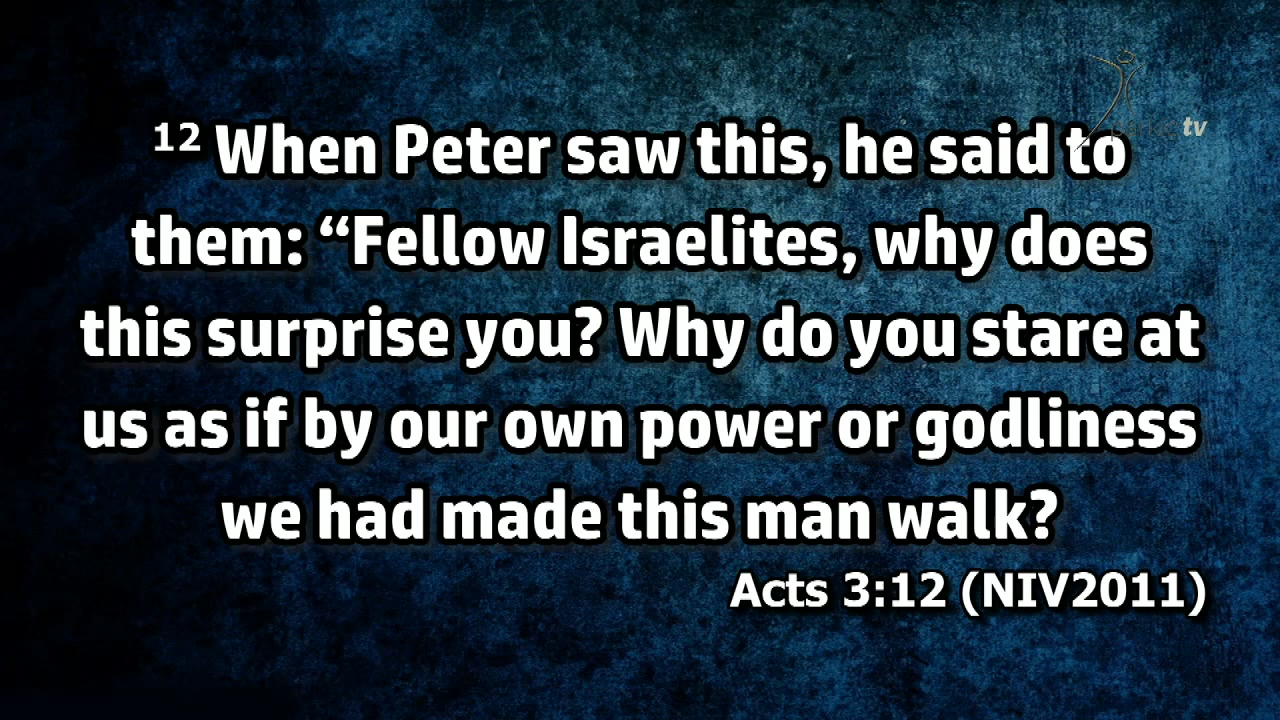 12 When Peter saw this, he said to
them: “Fellow Israelites, why does
this surprise you? Why do you stare at
us as if by our own power or godliness
we had made this man walk?
Acts 3:12 (NIV2011)
tv